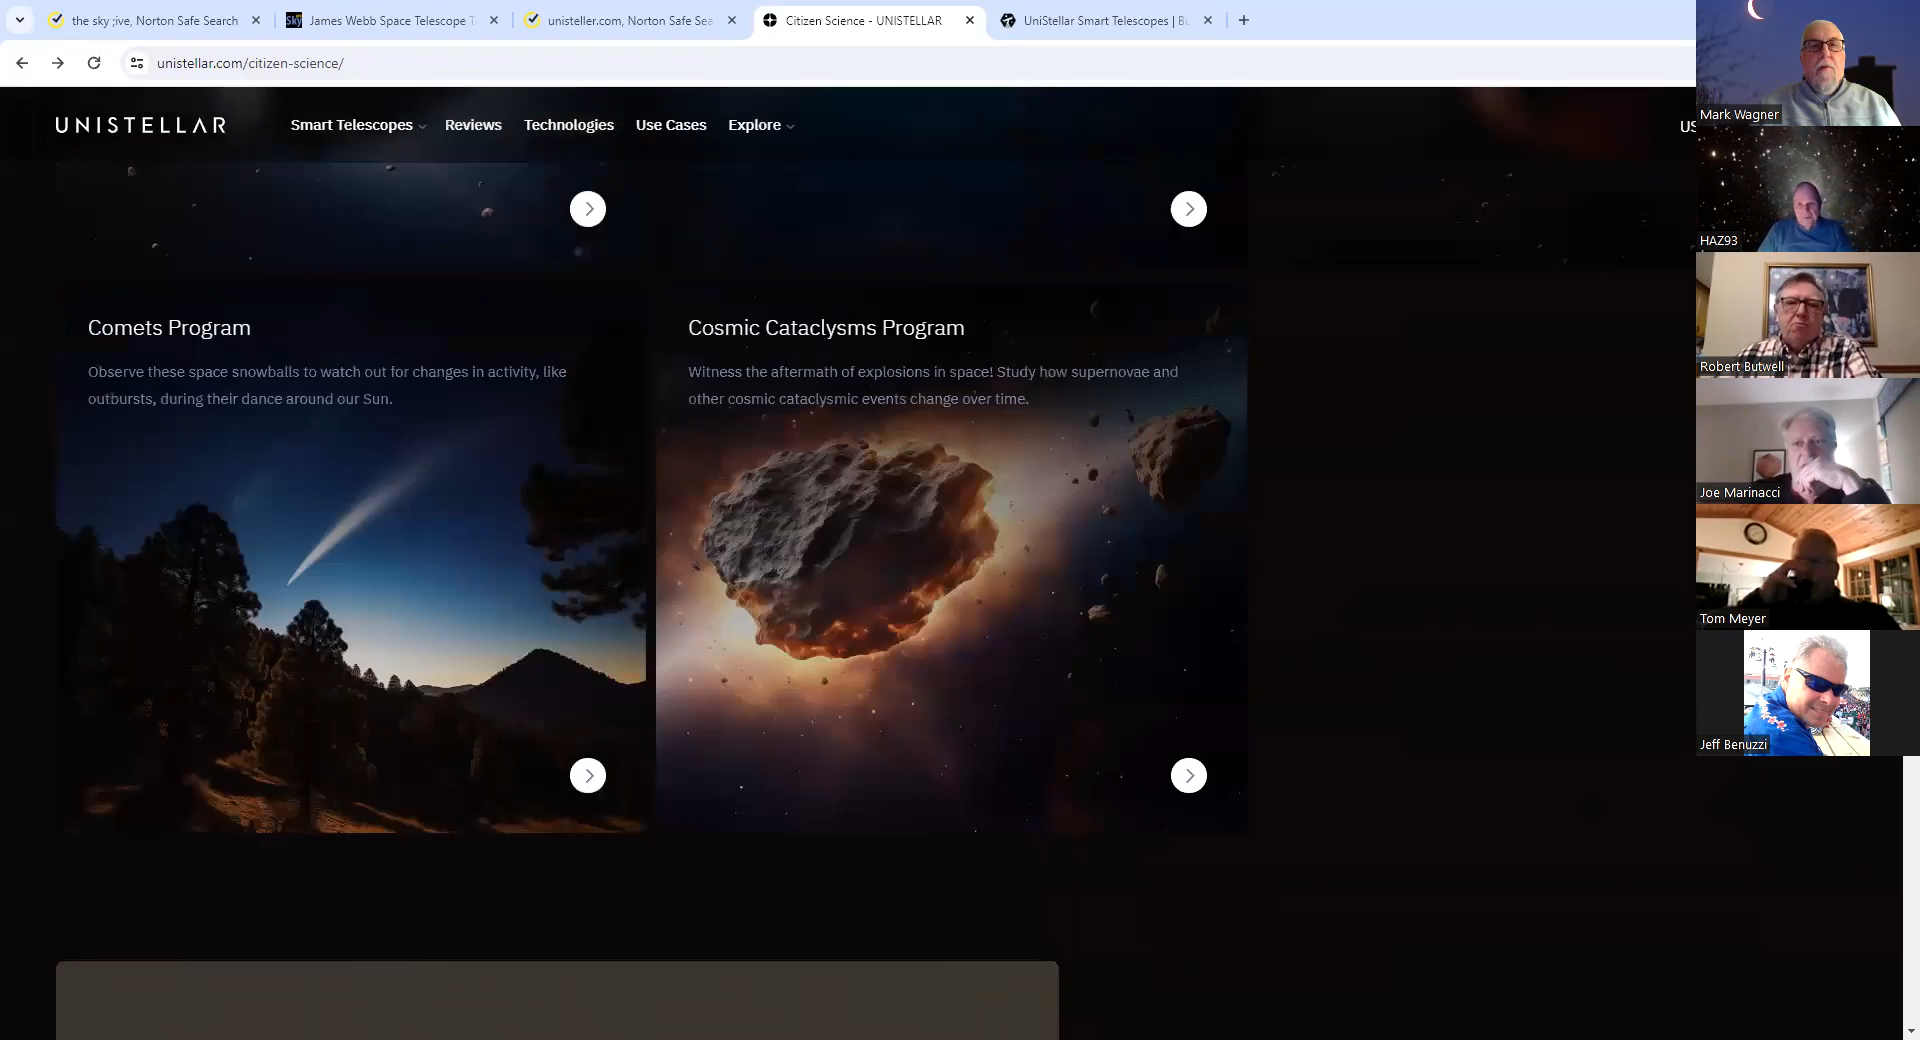 the sky ;ive, Norton Safe Search
James Webb Space Telescope T
unisteller.com, Norton Safe Sea
Citizen Science - UNISTELLAR
UniStellar Smart Telescopes | Bu
unistellar.com/citizen-science/
UNISTELLAR
Smart Telescopes
Reviews
Technologies
Use Cases
Explore
US
Comets Program
Observe these space snowballs to watch out for changes in activity, like
outbursts, during their dance around our Sun.
Cosmic Cataclysms Program
Witness the aftermath of explosions in space! Study how supernovae and
other cosmic cataclysmic events change over time.
Mark Wagner
HAZ93
Robert Butwell
Joe Marinacci
Tom Meyer
Jeff Benuzzi